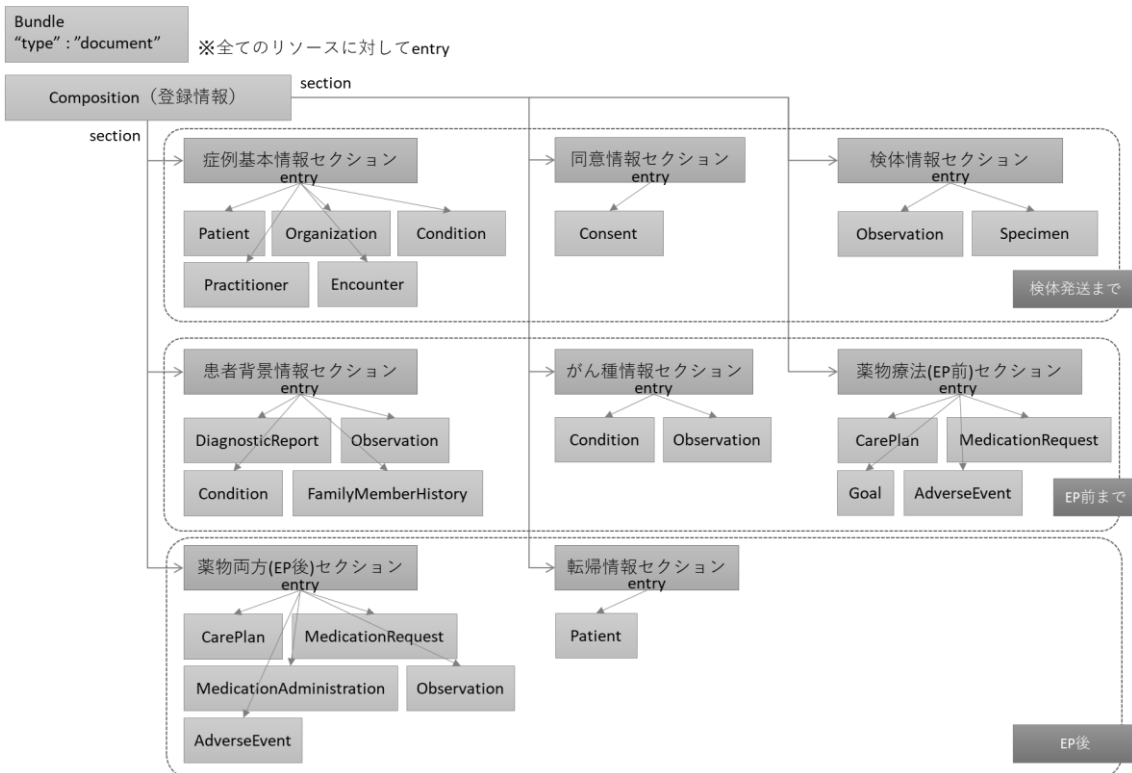 Bundle
“type” : ”document”
※全てのリソースに対してentry
Composition（登録情報）
section
section
症例基本情報セクション
entry
Patient
Organization
Condition
Practitioner
Encounter
同意情報セクション
entry
Consent
検体情報セクション
entry
Observation
Specimen
検体発送まで
患者背景情報セクション
entry
DiagnosticReport
Observation
Condition
FamilyMemberHistory
がん種情報セクション
entry
Condition
Observation
薬物療法(EP前)セクション
entry
CarePlan
MedicationRequest
Goal
AdverseEvent
EP前まで
薬物両方(EP後)セクション
entry
CarePlan
MedicationRequest
MedicationAdministration
Observation
AdverseEvent
転帰情報セクション
entry
Patient
EP後